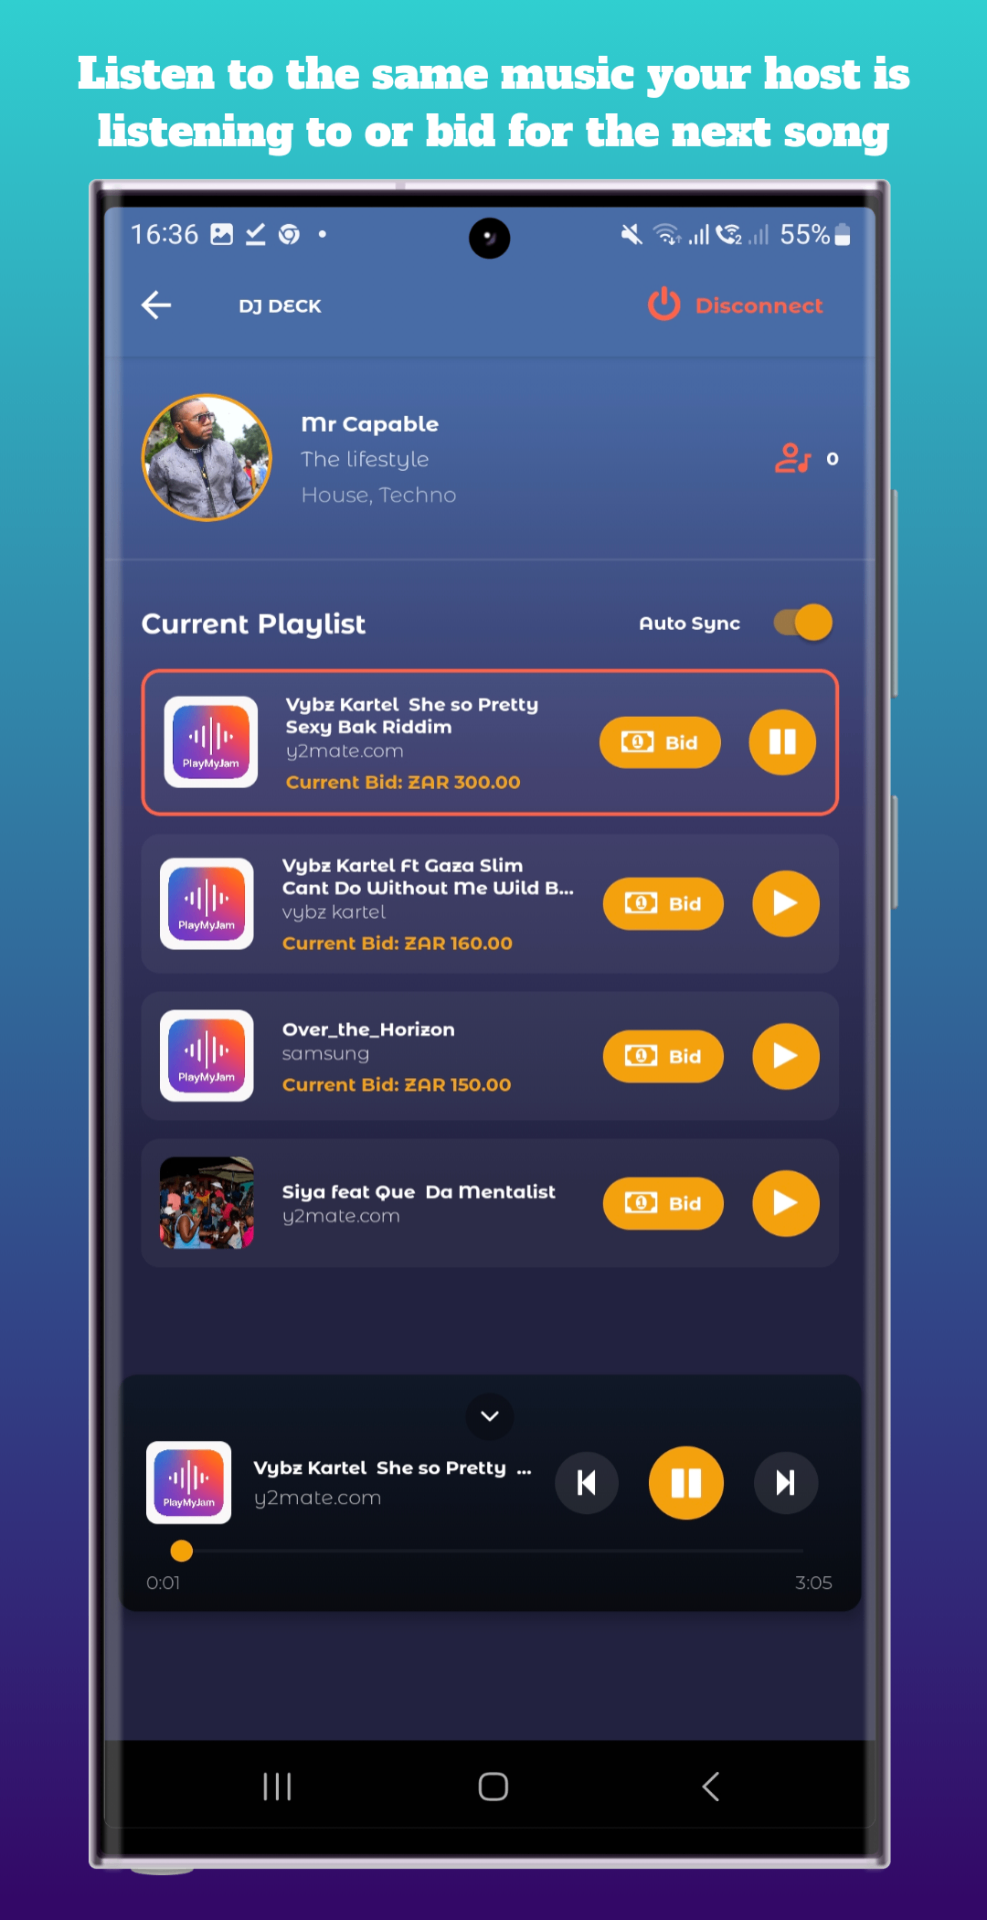 Listen to the same music your host is
listening to or bid for the next song
16:36
55%
DJ DECK
Disconnect
Mr Capable
The lifestyle
House, Techno
0
Current Playlist
Auto Sync
Vybz Kartel She so Pretty
Sexy Bak Riddim
y2mate.com
Current Bid: ZAR 300.00
PlayMyJam
Bid
Vybz Kartel Ft Gaza Slim
Cant Do Without Me Wild B...
vybz kartel
Current Bid: ZAR 160.00
PlayMyJam
Bid
Over_the_Horizon
samsung
Current Bid: ZAR 150.00
PlayMyJam
Bid
Siya feat Que Da Mentalist
y2mate.com
Bid
Vybz Kartel She so Pretty ...
y2mate.com
PlayMyJam
0:01
3:05